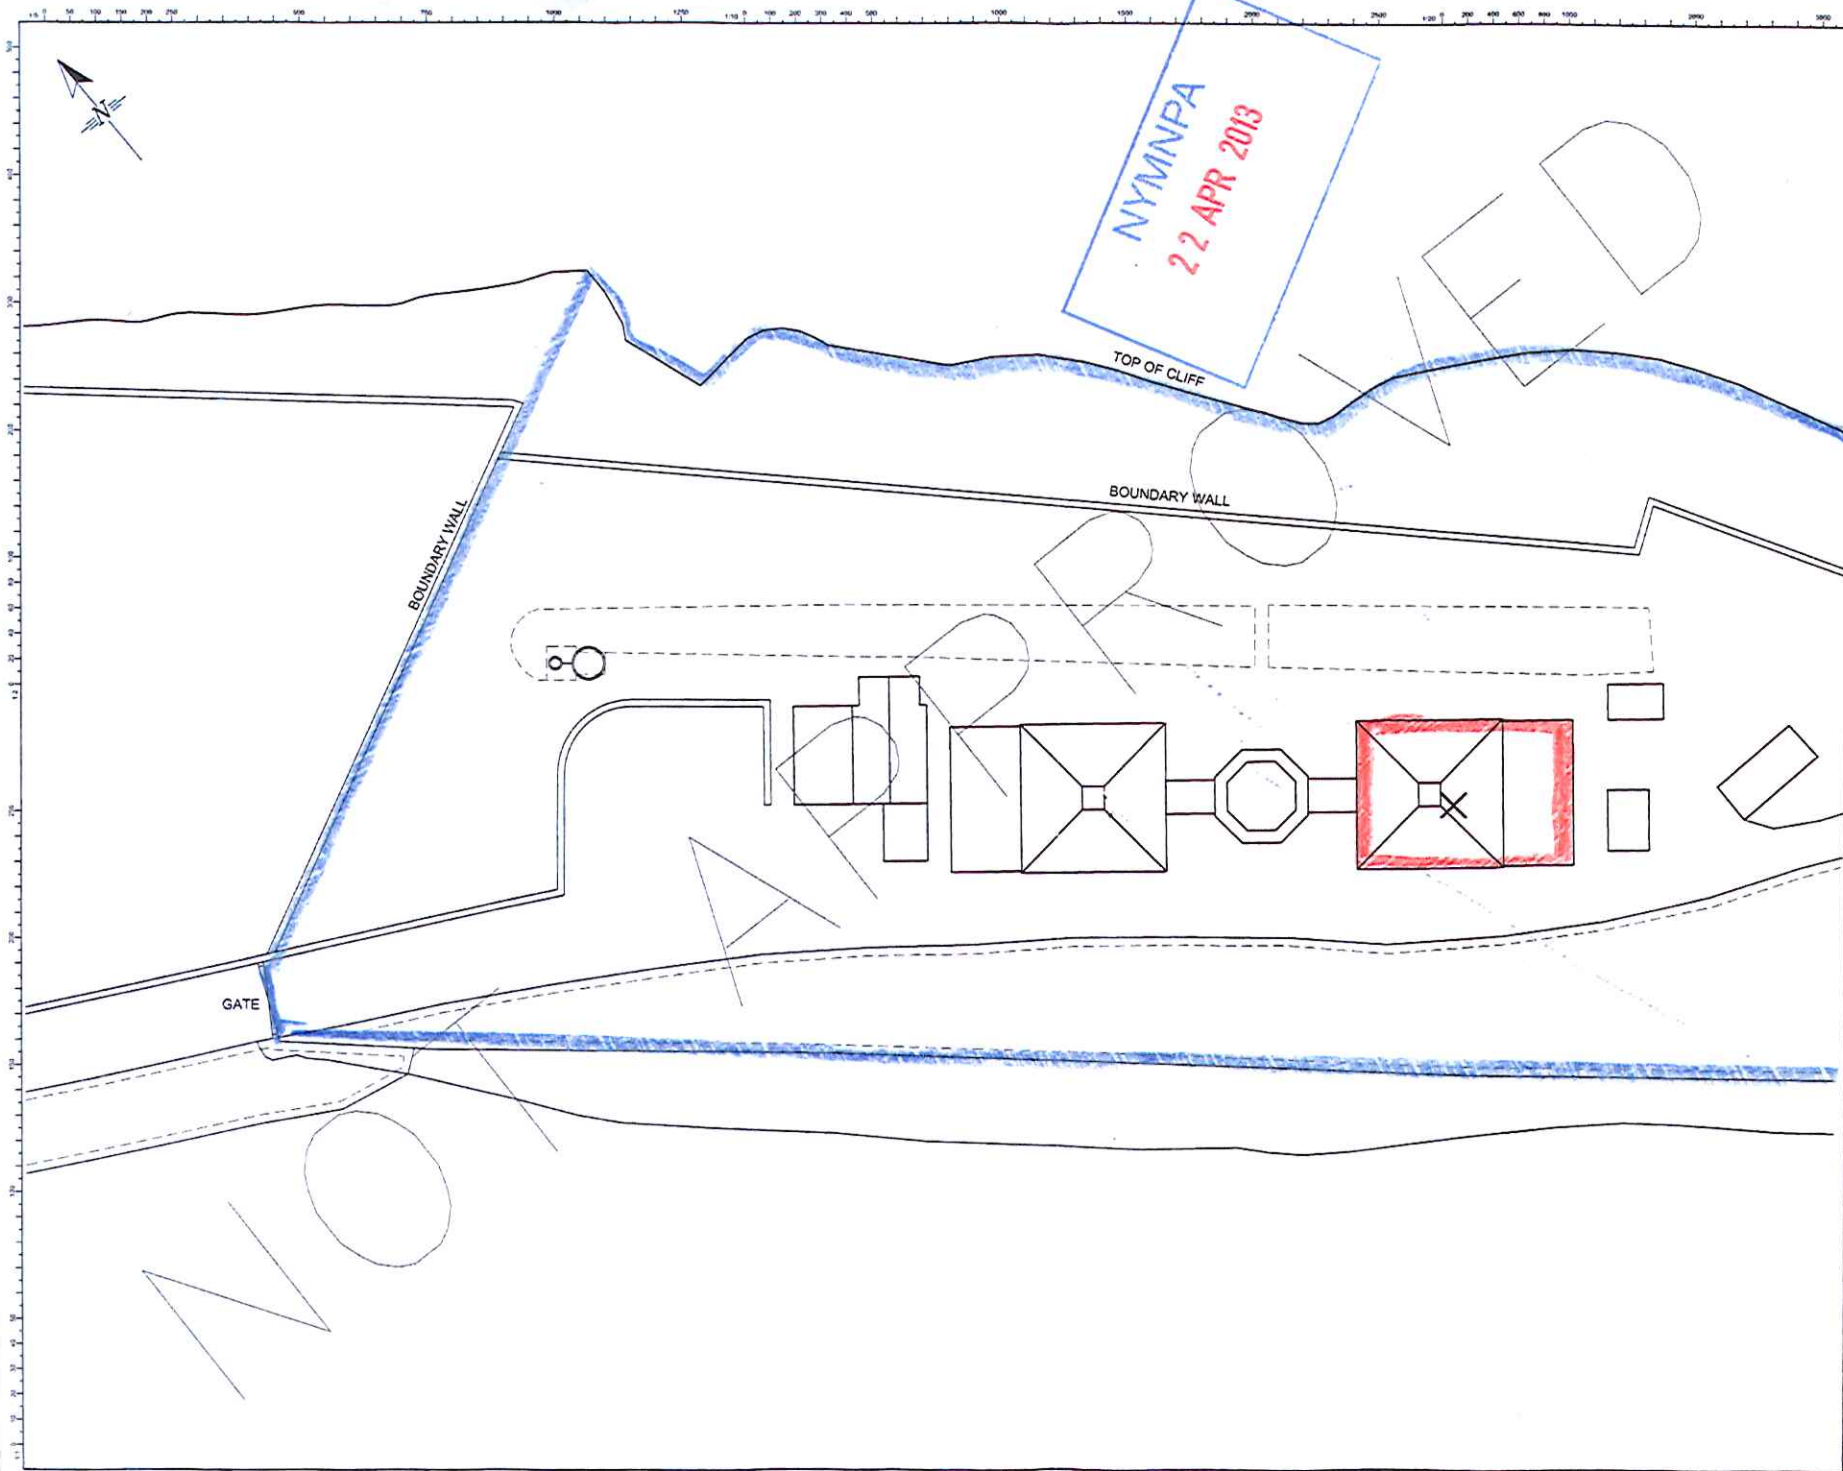 N
NYMNPA
22 APR 2013
TOP OF CLIFF
BOUNDARY WALL
BOUNDARY WALL
GATE
NOT APPROVED